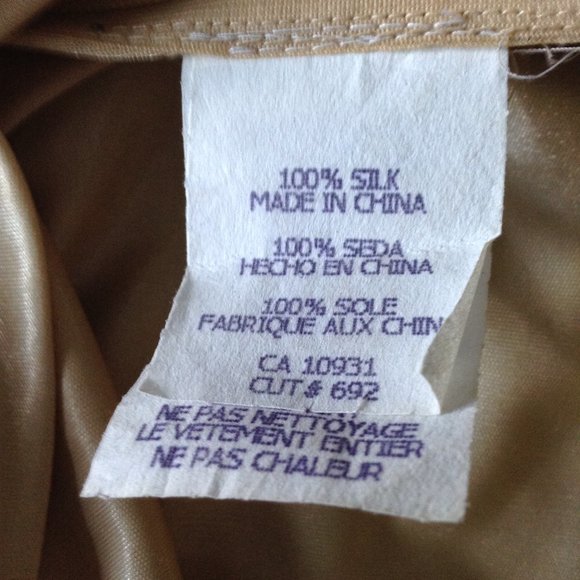 100% SILK
MADE IN CHINA
100% SEDA
HECHO EN CHINA
100% SOLE
FABRIQUE AUX CHIN
CA 10931
CUT# 692
NE PAS NETTOYAGE
LE VETEMENT ENTIER
NE PAS CHALEUR